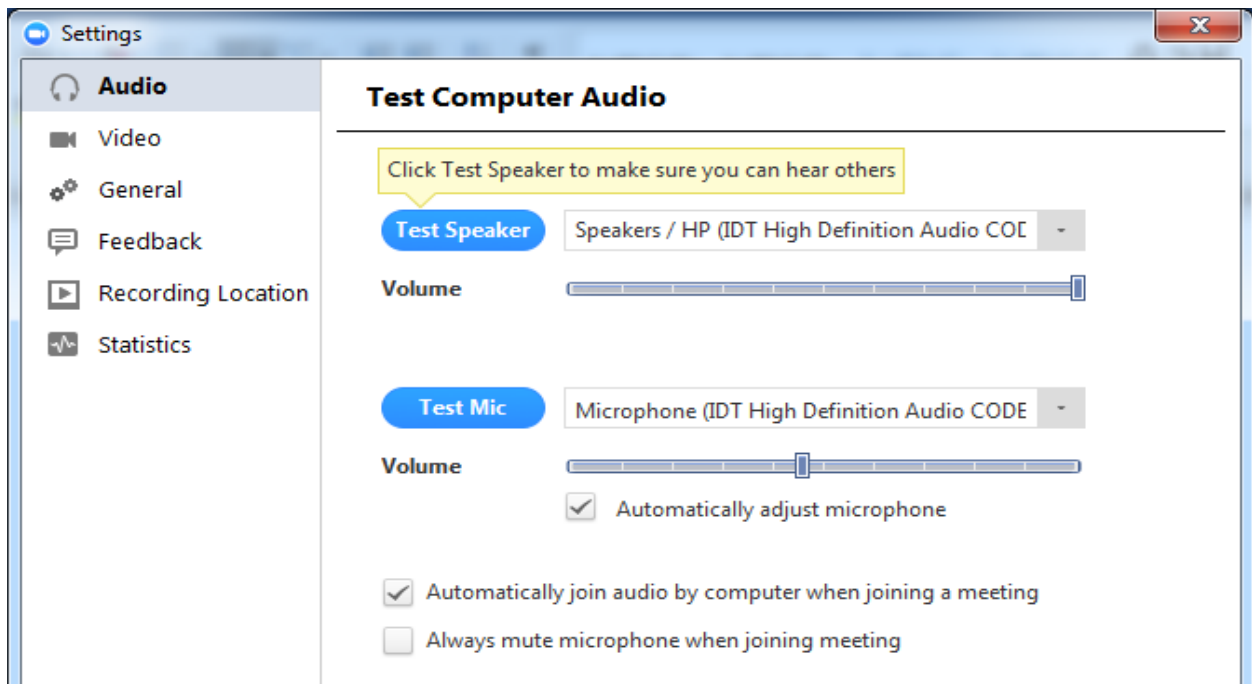 Settings
Audio
Video
General
Feedback
Recording Location
Statistics
Test Computer Audio
Click Test Speaker to make sure you can hear others
Test Speaker
Speakers / HP (IDT High Definition Audio COD
Volume
Test Mic
Microphone (IDT High Definition Audio CODE
Volume
Automatically adjust microphone
Automatically join audio by computer when joining a meeting
Always mute microphone when joining meeting